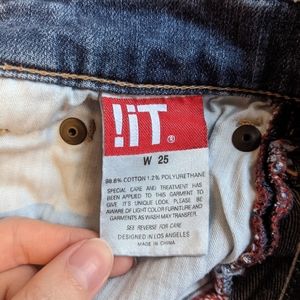 !iT®
W 25
98.8% COTTON 1.2% POLYURETHANE
SPECIAL CARE AND TREATMENT HAS
BEEN APPLIED TO THIS GARMENT TO
GIVE IT'S UNIQUE LOOK. PLEASE BE
AWARE OF LIGHT COLOR FURNITURE AND
GARMENTS AS WASH MAY TRANSFER.
SEE REVERSE FOR CARE
DESIGNED IN LOS ANGELES
MADE IN CHINA